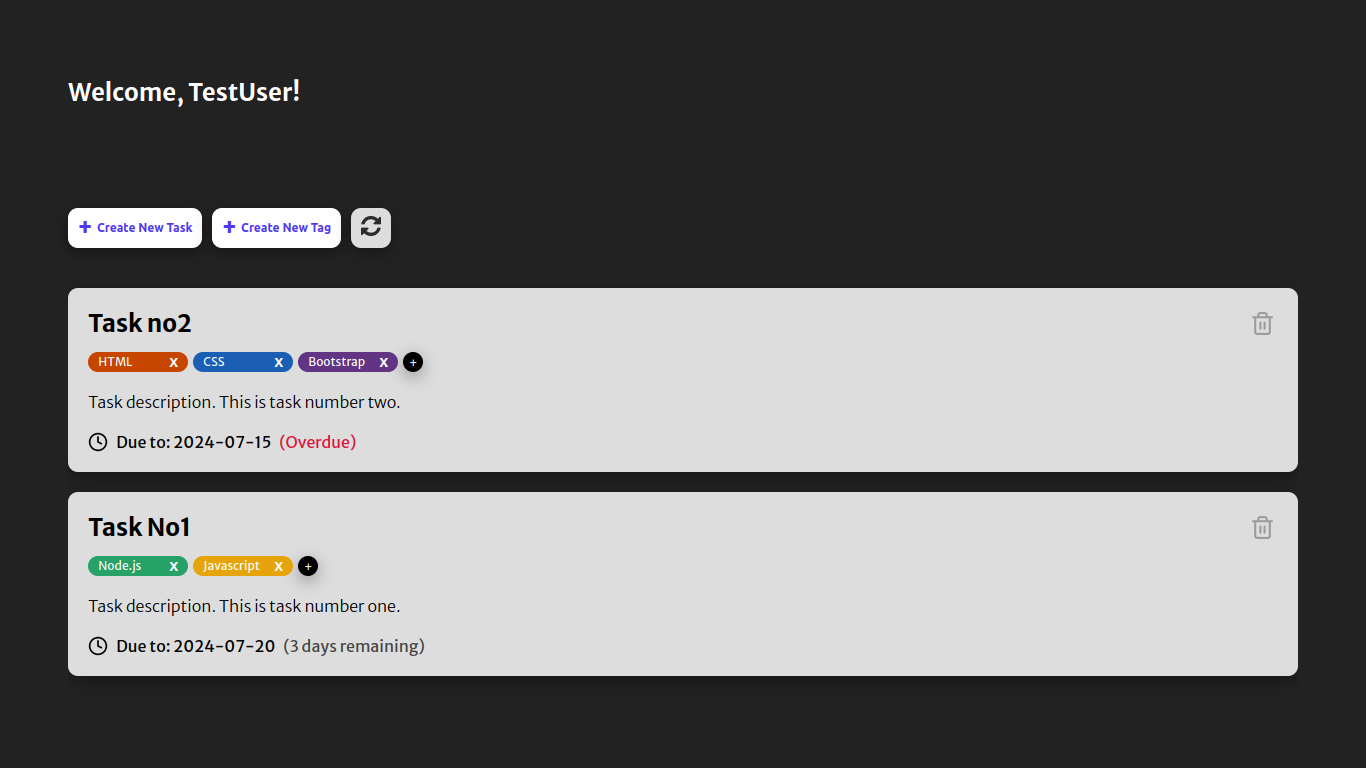 Welcome, TestUser!
+ Create New Task + Create New Tag
Task no2
HTML X CSS X Bootstrap X +
Task description. This is task number two.
Due to: 2024-07-15 (Overdue)
Task No1
Node.js X Javascript X +
Task description. This is task number one.
Due to: 2024-07-20 (3 days remaining)